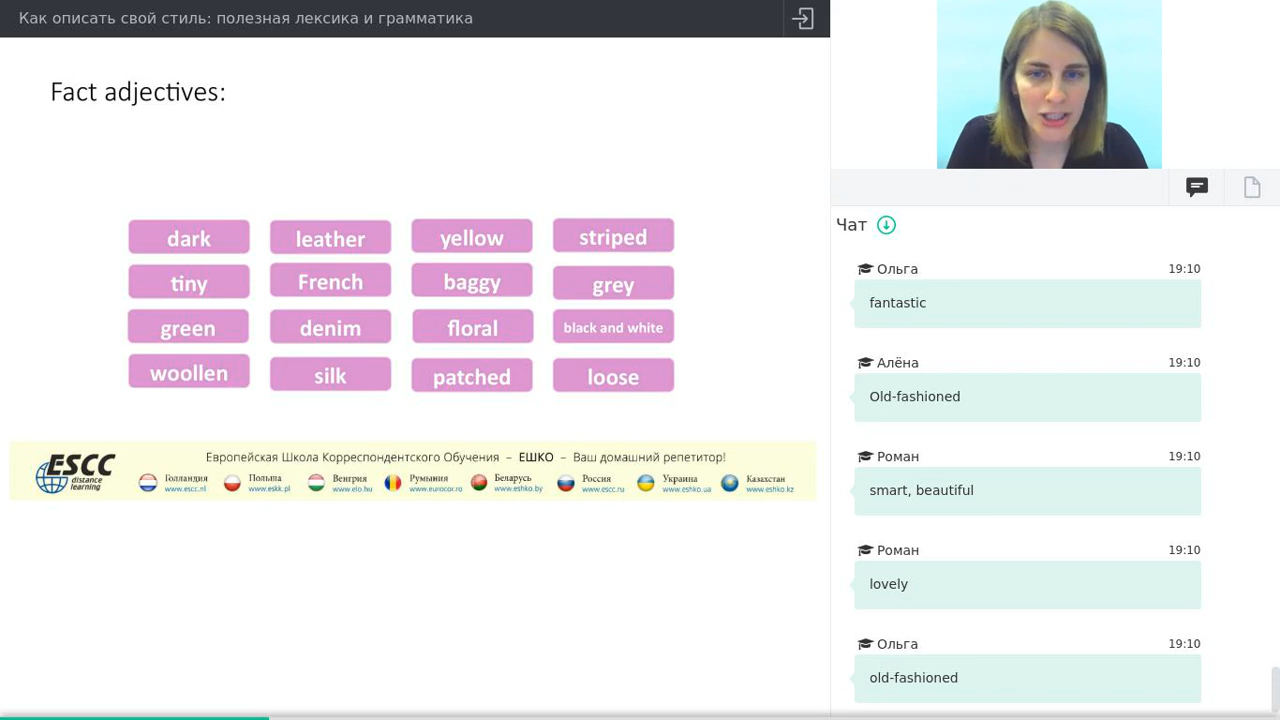 Как описать свой стиль: полезная лексика и грамматика
Fact adjectives:
dark leather yellow striped
tiny French baggy grey
green denim floral black and white
woollen silk patched loose
ESCC
distance
learning
Европейская Школа Корреспондентского Обучения – ЕШКО – Ваш домашний репетитор!
Голландия Польша Венгрия Румыния Беларусь Россия Украина Казахстан
www.escc.nl www.eskk.pl www.eio.hu www.eurocor.ro www.eshko.by www.escc.ru www.eshko.ua www.eshko.kz
Чат
Ольга 19:10
fantastic
Алёна 19:10
Old-fashioned
Роман 19:10
smart, beautiful
Роман 19:10
lovely
Ольга 19:10
old-fashioned